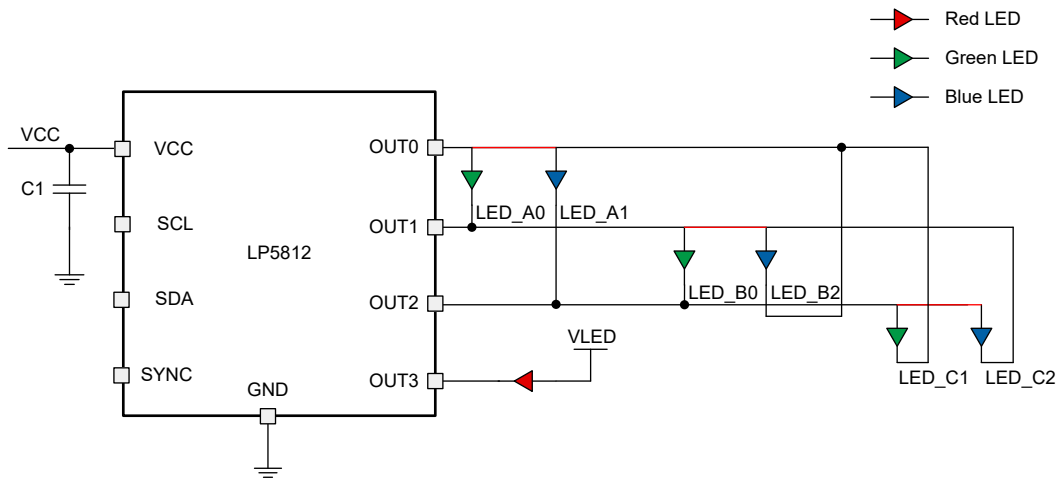 Red LED
Green LED
Blue LED
VCC
VCC
OUT0
C1
LED_A0
LED_A1
SCL
OUT1
LP5812
LED_B0
LED_B2
SDA
OUT2
VLED
SYNC
GND
OUT3
LED_C1
LED_C2